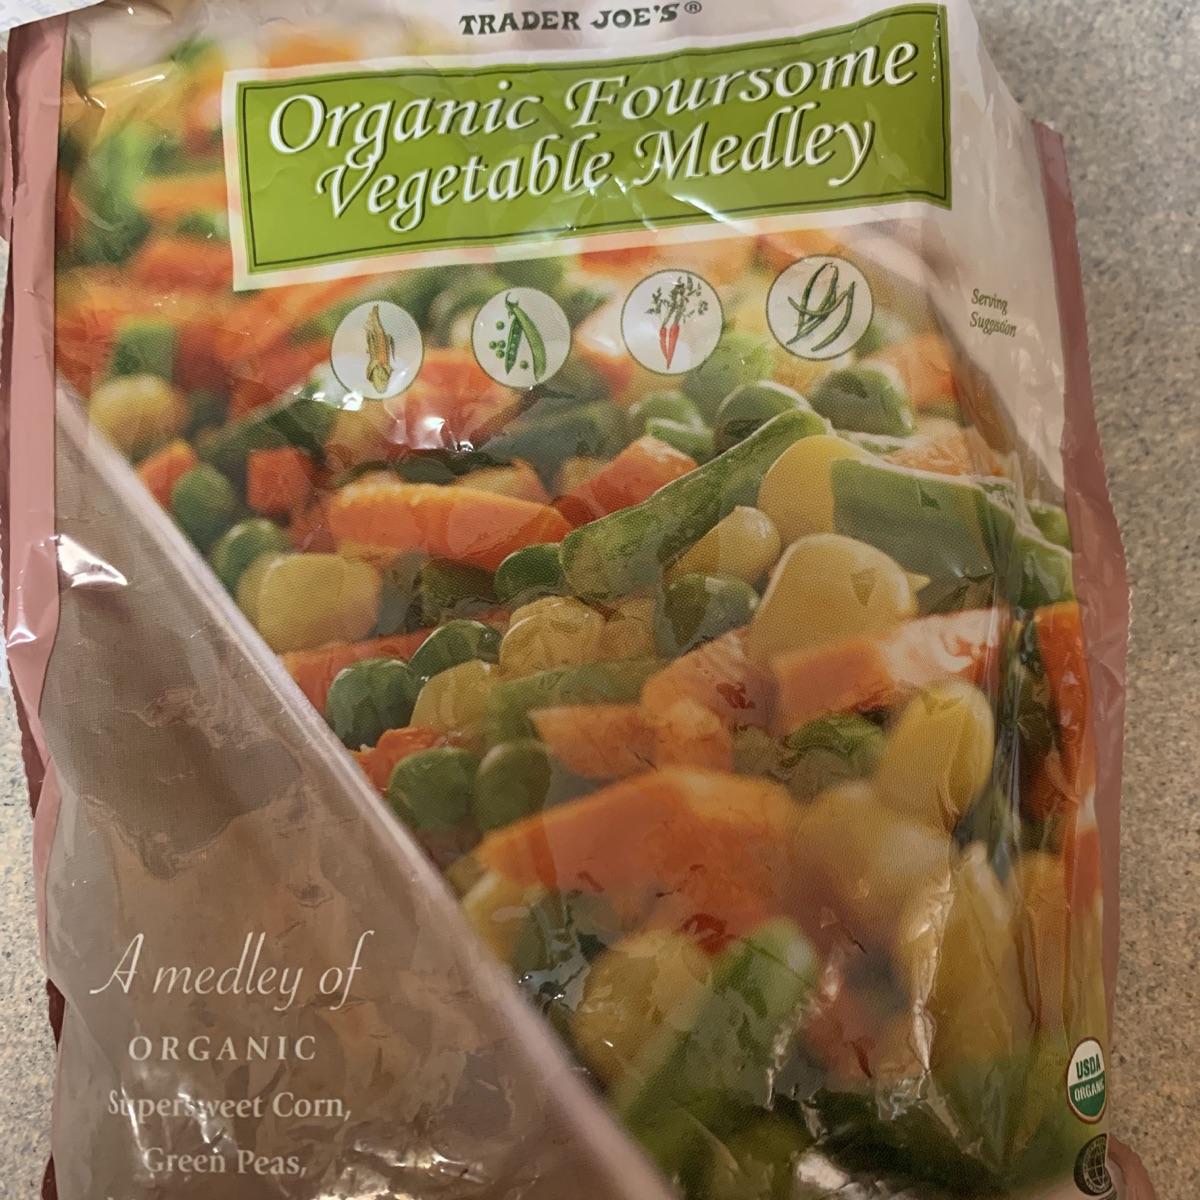 TRADER JOE'S®
Organic Foursome
Vegetable Medley
Serving
Suggestion
A medley of
ORGANIC
Supersweet Corn,
Green Peas,
USDA
ORGANIC